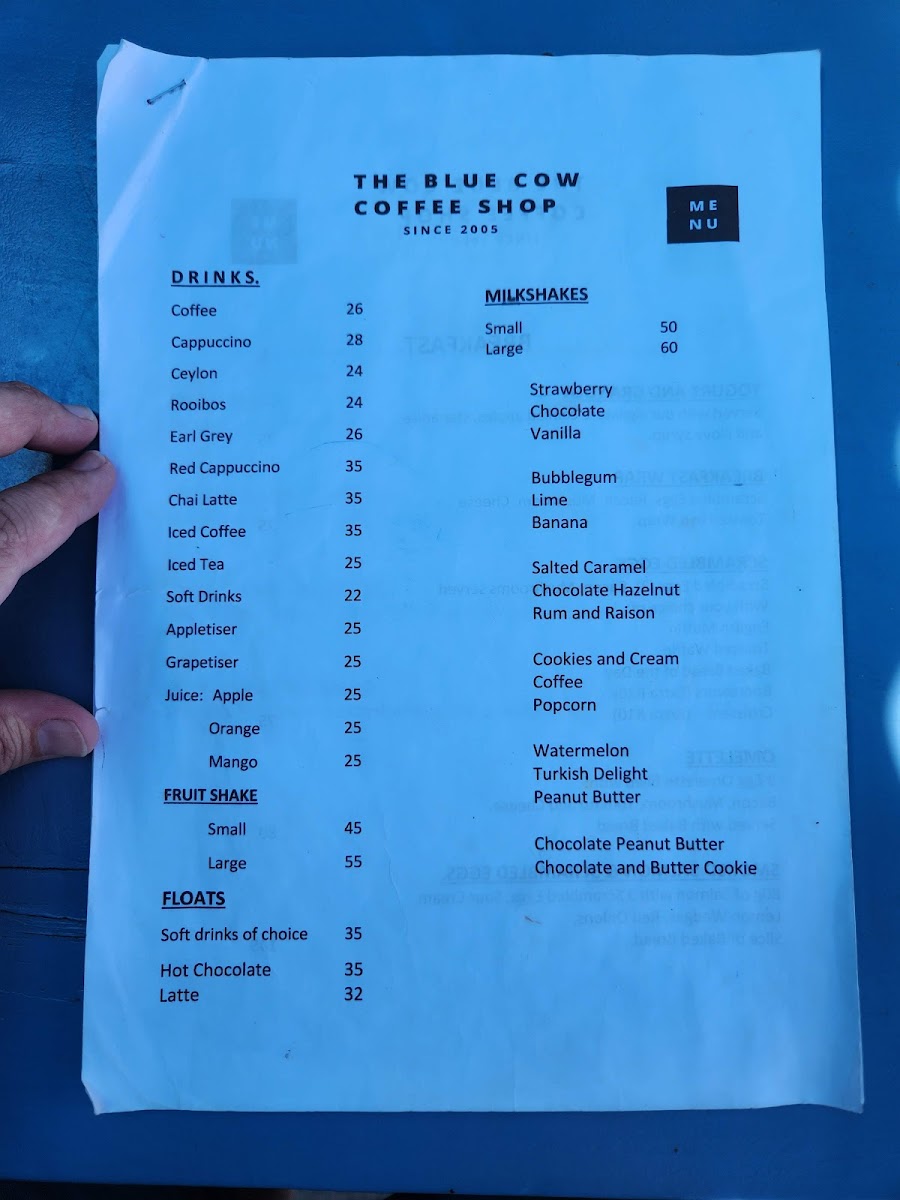 THE BLUE COW
COFFEE SHOP
SINCE 2005
ME
NU
DRINKS.
Coffee 26
Cappuccino 28
Ceylon 24
Rooibos 24
Earl Grey 26
Red Cappuccino 35
Chai Latte 35
Iced Coffee 35
Iced Tea 25
Soft Drinks 22
Appletiser 25
Grapetiser 25
Juice: Apple 25
Orange 25
Mango 25
FRUIT SHAKE
Small 45
Large 55
FLOATS
Soft drinks of choice 35
Hot Chocolate 35
Latte 32
MILKSHAKES
Small 50
Large 60
Strawberry
Chocolate
Vanilla
Bubblegum
Lime
Banana
Salted Caramel
Chocolate Hazelnut
Rum and Raison
Cookies and Cream
Coffee
Popcorn
Watermelon
Turkish Delight
Peanut Butter
Chocolate Peanut Butter
Chocolate and Butter Cookie